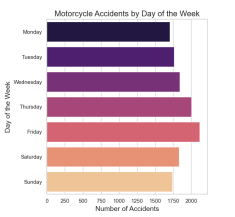 Motorcycle Accidents by Day of the Week
Monday
Tuesday
Wednesday
Thursday
Friday
Saturday
Sunday
Day of the Week
0 250 500 750 1000 1250 1500 1750 2000
Number of Accidents